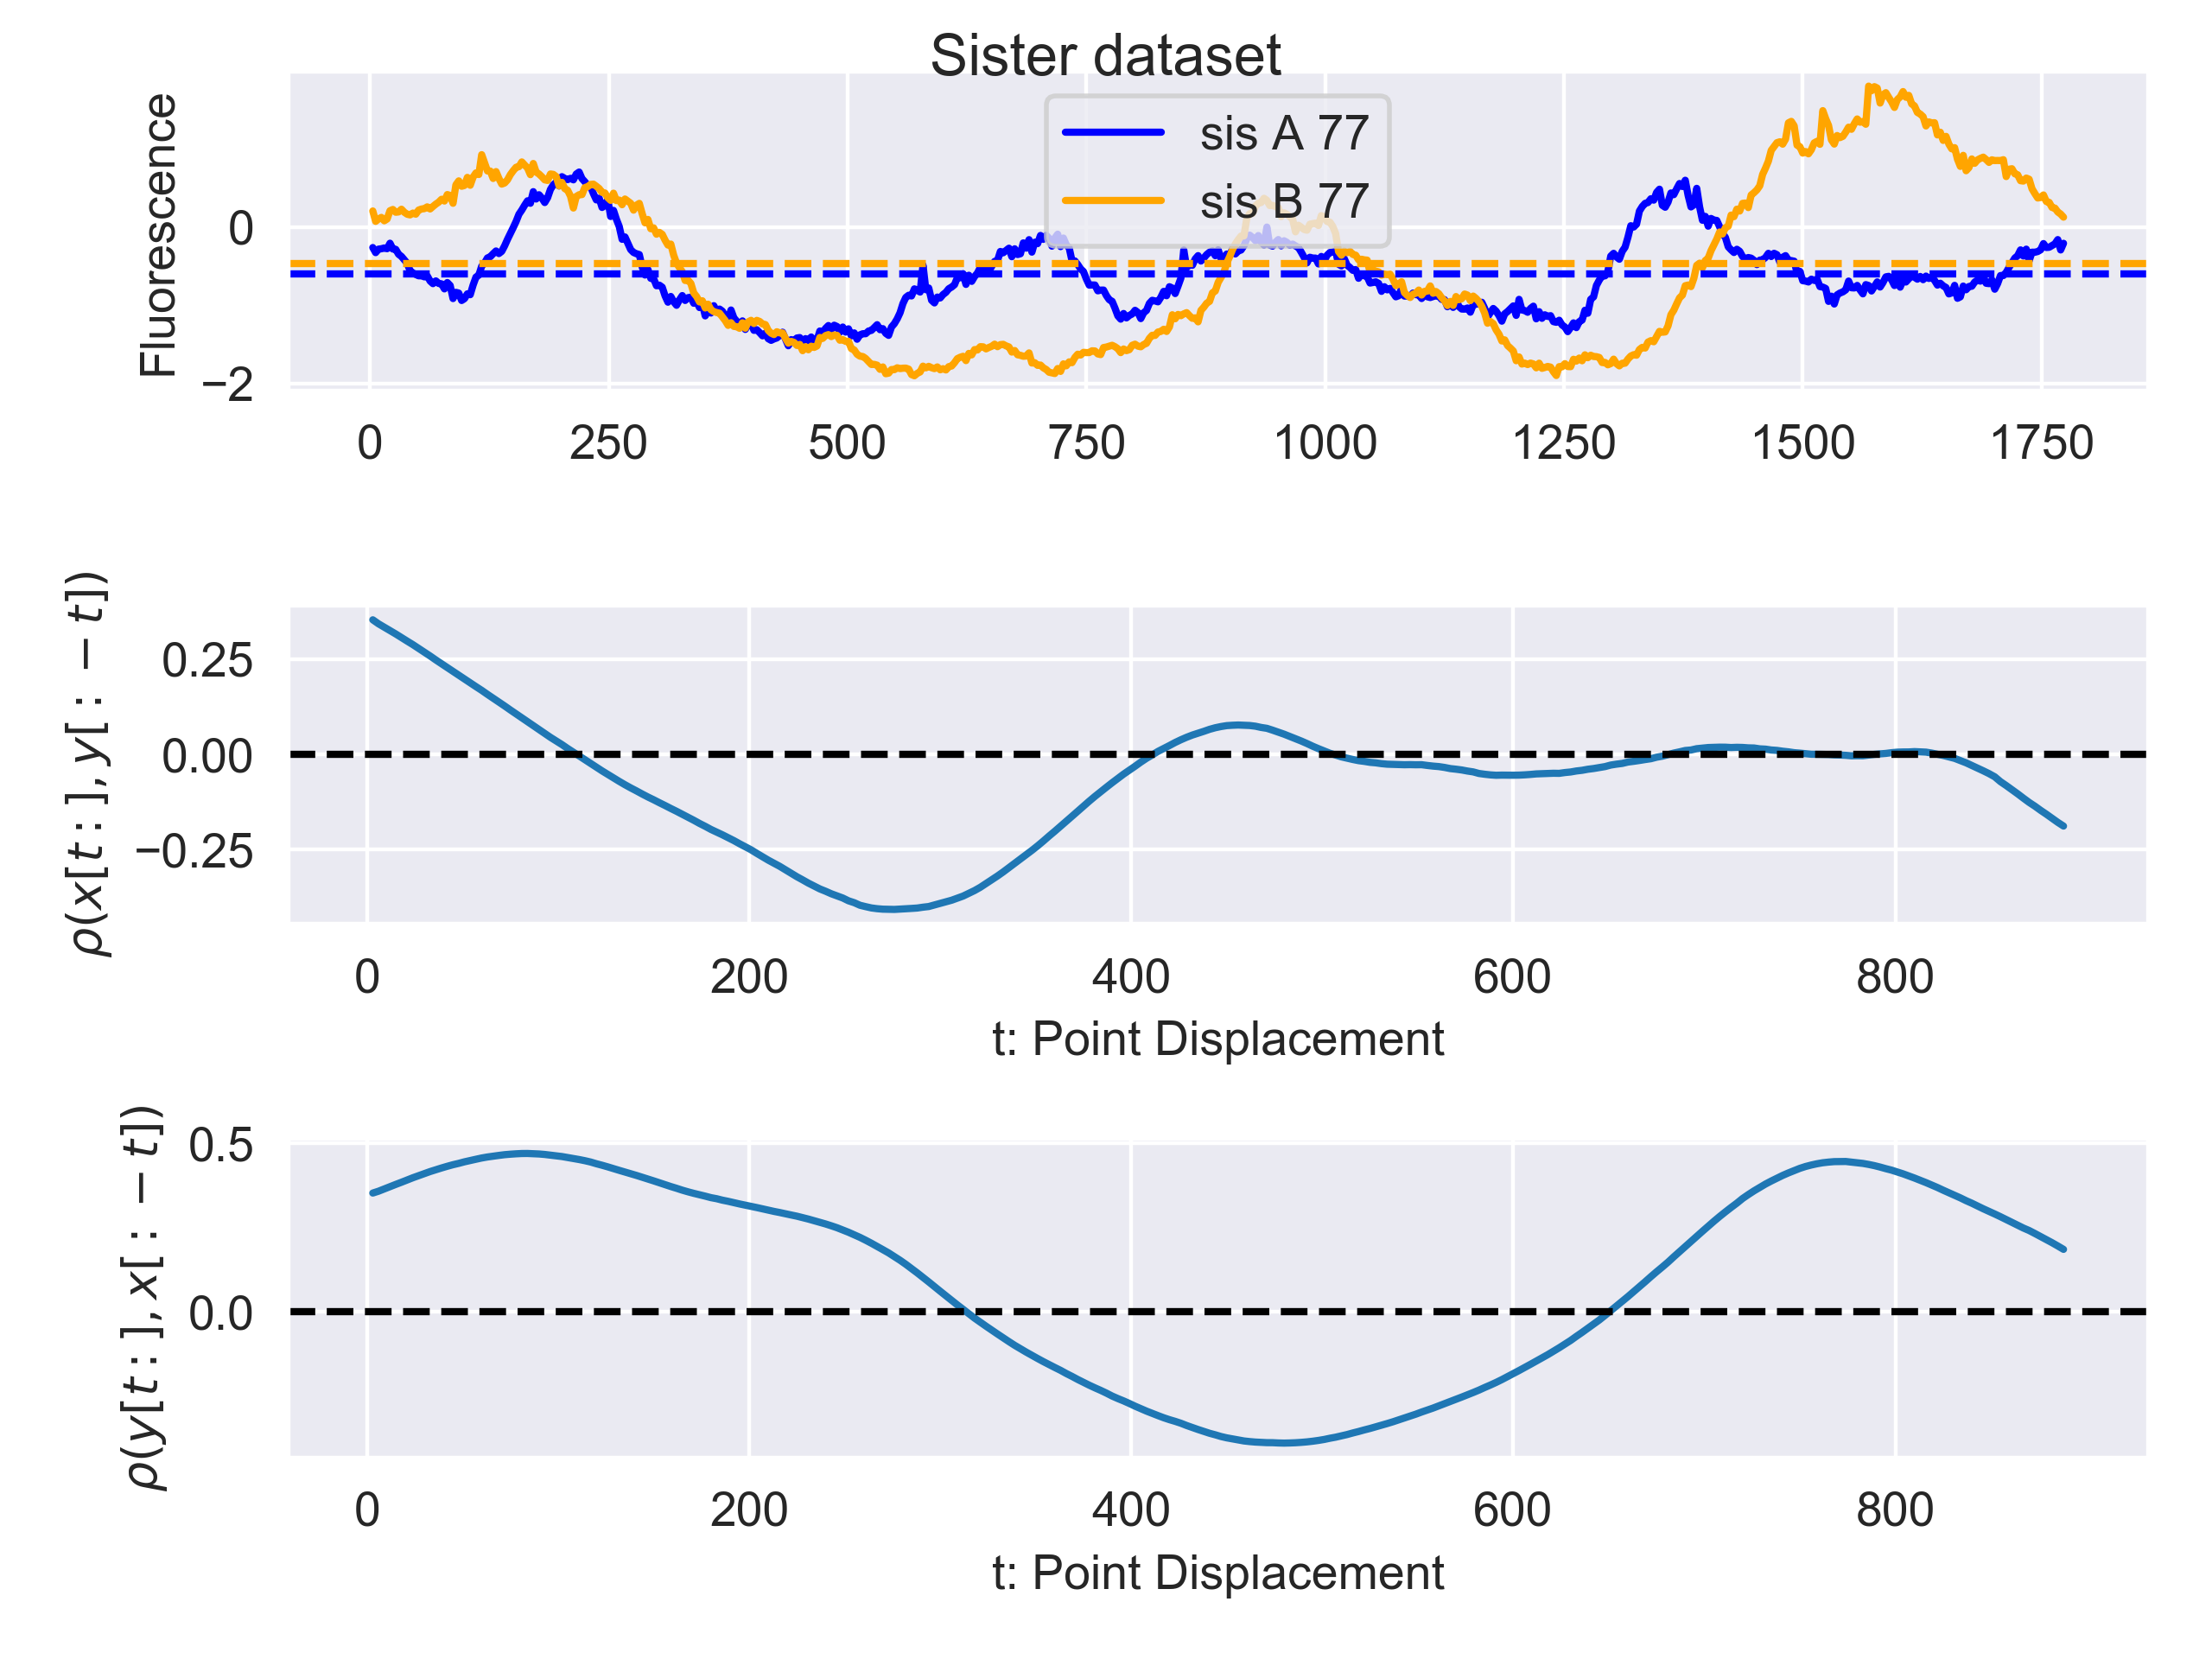 Sister dataset
sis A 77
sis B 77
Fluorescence
0
−2
0 250 500 750 1000 1250 1500 1750
ρ(x[t:], y[: − t])
0.25
0.00
−0.25
0 200 400 600 800
t: Point Displacement
ρ(y[t:], x[: − t])
0.5
0.0
0 200 400 600 800
t: Point Displacement